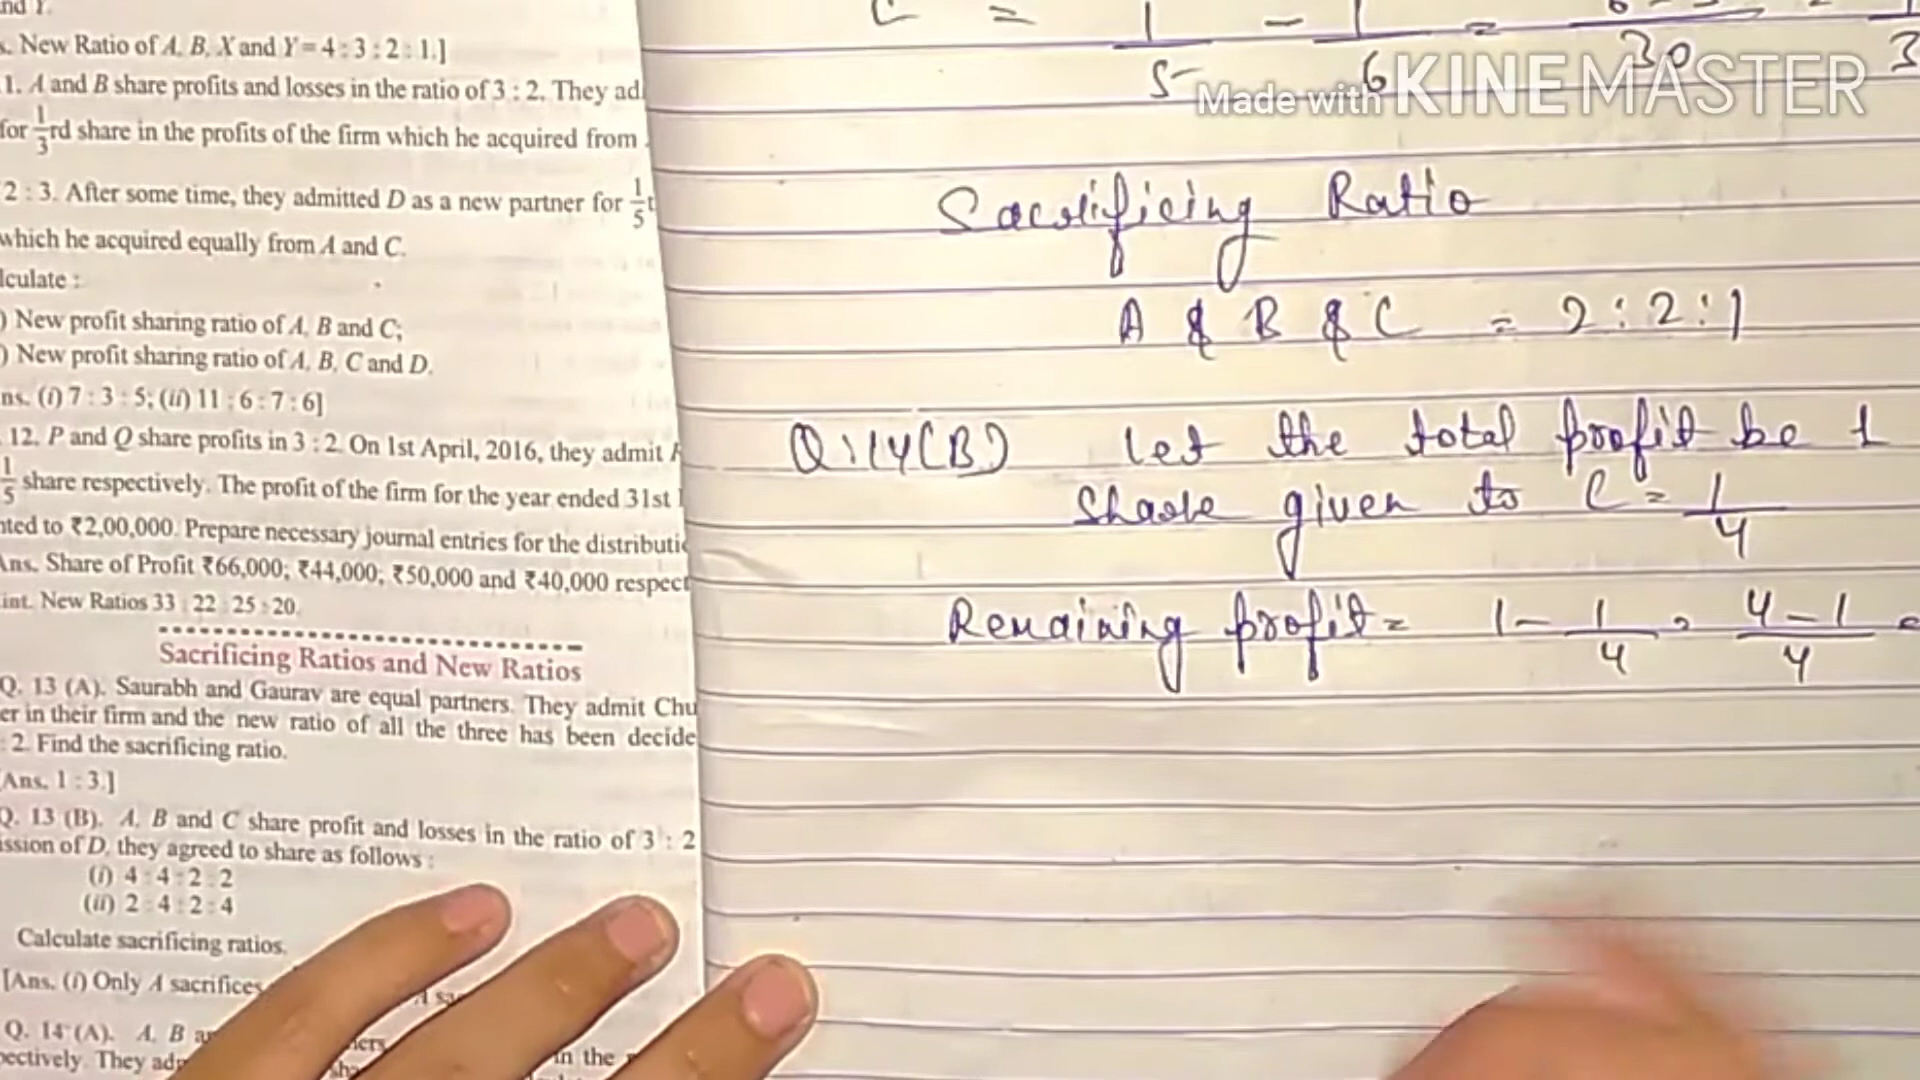 nd Y.
s. New Ratio of A, B, X and Y = 4 : 3 : 2 : 1.]
1. A and B share profits and losses in the ratio of 3 : 2. They ad
for 1/3 rd share in the profits of the firm which he acquired from
2 : 3. After some time, they admitted D as a new partner for 1/5 t
which he acquired equally from A and C.
lculate :
) New profit sharing ratio of A, B and C;
) New profit sharing ratio of A, B, C and D.
ns. (i) 7 : 3 : 5; (ii) 11 : 6 : 7 : 6]
12. P and Q share profits in 3 : 2. On 1st April, 2016, they admit R
1/5 share respectively. The profit of the firm for the year ended 31st
nted to ₹2,00,000. Prepare necessary journal entries for the distributi
Ans. Share of Profit ₹66,000; ₹44,000; ₹50,000 and ₹40,000 respect
int. New Ratios 33 : 22 : 25 : 20.
Sacrificing Ratios and New Ratios
Q. 13 (A). Saurabh and Gaurav are equal partners. They admit Chu
er in their firm and the new ratio of all the three has been decide
: 2. Find the sacrificing ratio.
[Ans. 1 : 3.]
Q. 13 (B). A, B and C share profit and losses in the ratio of 3 : 2
ission of D, they agreed to share as follows :
(i) 4 : 4 : 2 : 2
(ii) 2 : 4 : 2 : 4
Calculate sacrificing ratios.
[Ans. (i) Only A sacrifices
Q. 14 (A). A, B
pectively. They
in the
C = 1/5 - 1/6 =
30
Made with KINEMASTER
Sacrificing Ratio
A & B & C = 2 : 2 : 1
Q:14(B) Let the total profit be 1
Share given to C = 1/4
Remaining profit = 1 - 1/4 = 4-1/4 =